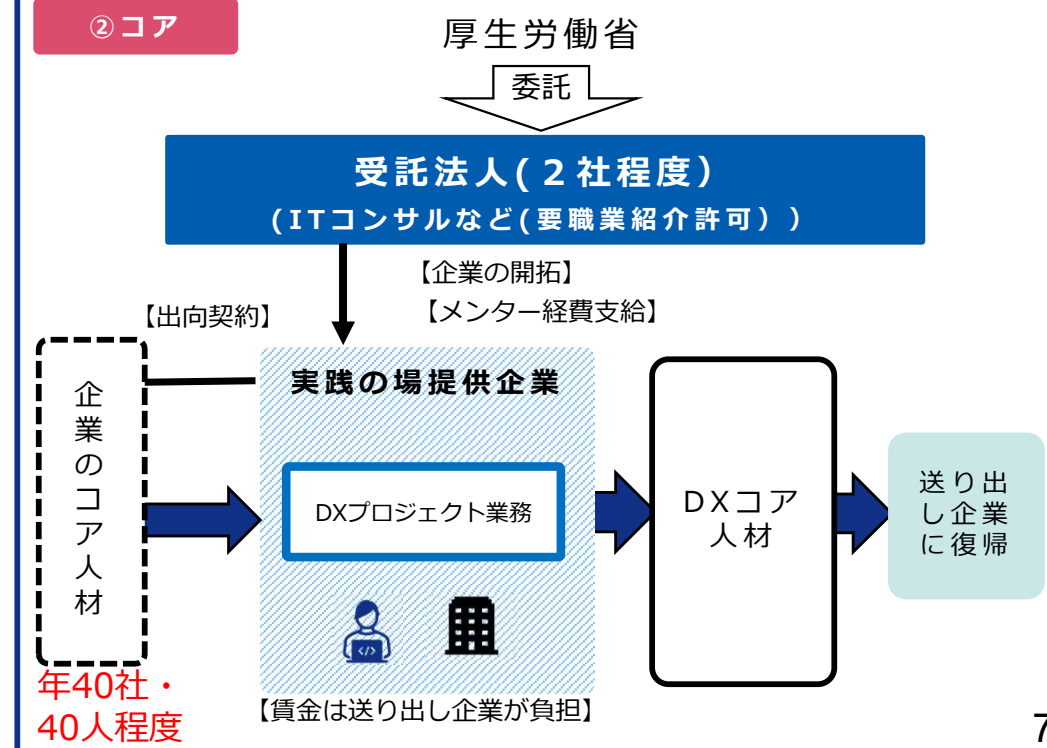 ②コア
厚生労働省
委託
受託法人(２社程度）
(ITコンサルなど(要職業紹介許可））
【企業の開拓】
【メンター経費支給】
【出向契約】
企業のコア人材
実践の場提供企業
DXプロジェクト業務
DXコア
人材
送り出
し企業
に復帰
年40社・
40人程度
【賃金は送り出し企業が負担】
7